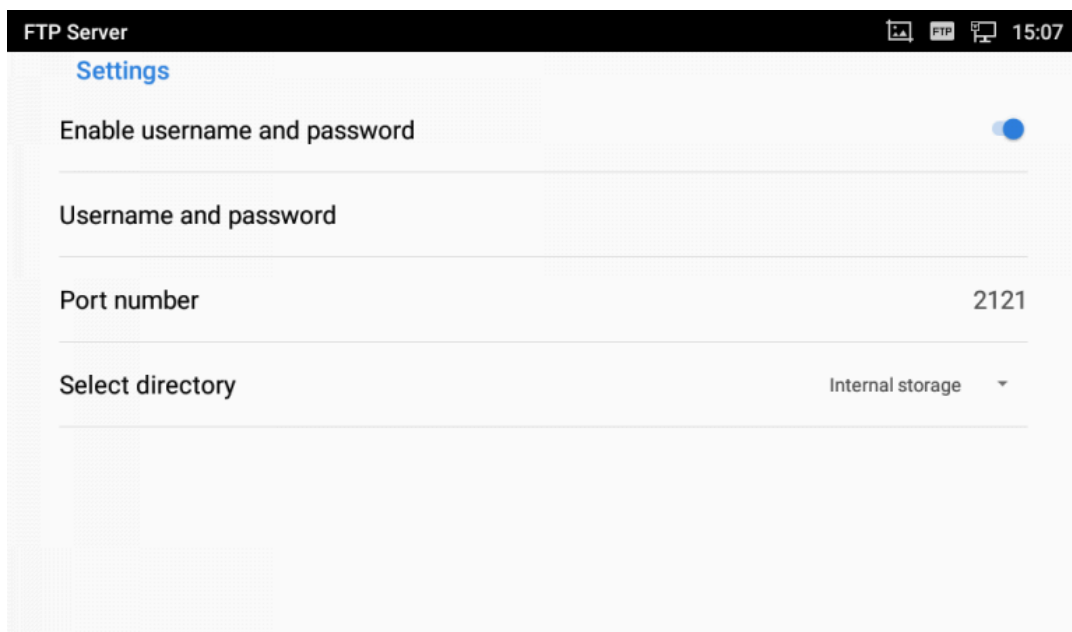 FTP Server FTP 15:07
Settings
Enable username and password
Username and password
Port number 2121
Select directory Internal storage